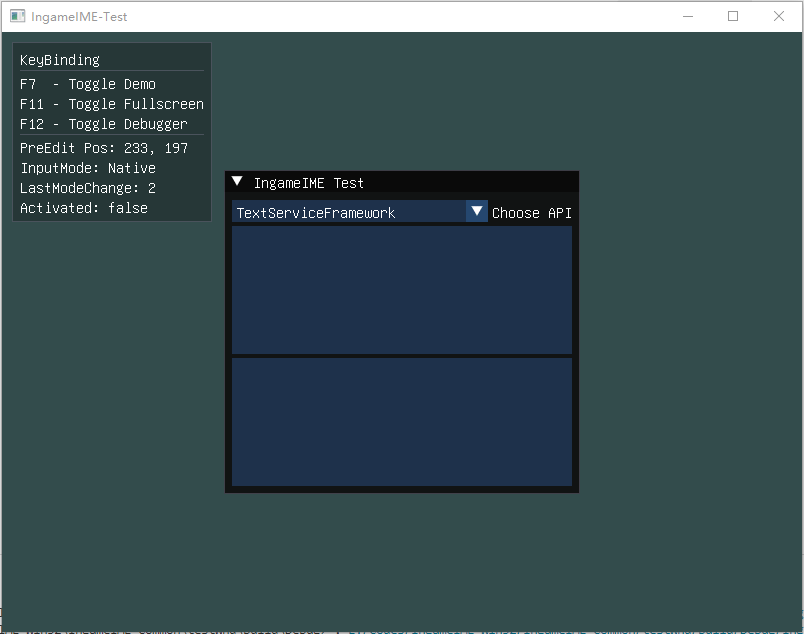 IngameIME-Test
KeyBinding
F7  - Toggle Demo
F11 - Toggle Fullscreen
F12 - Toggle Debugger
PreEdit Pos: 233, 197
InputMode: Native
LastModeChange: 2
Activated: false
IngameIME Test
TextServiceFramework
Choose API